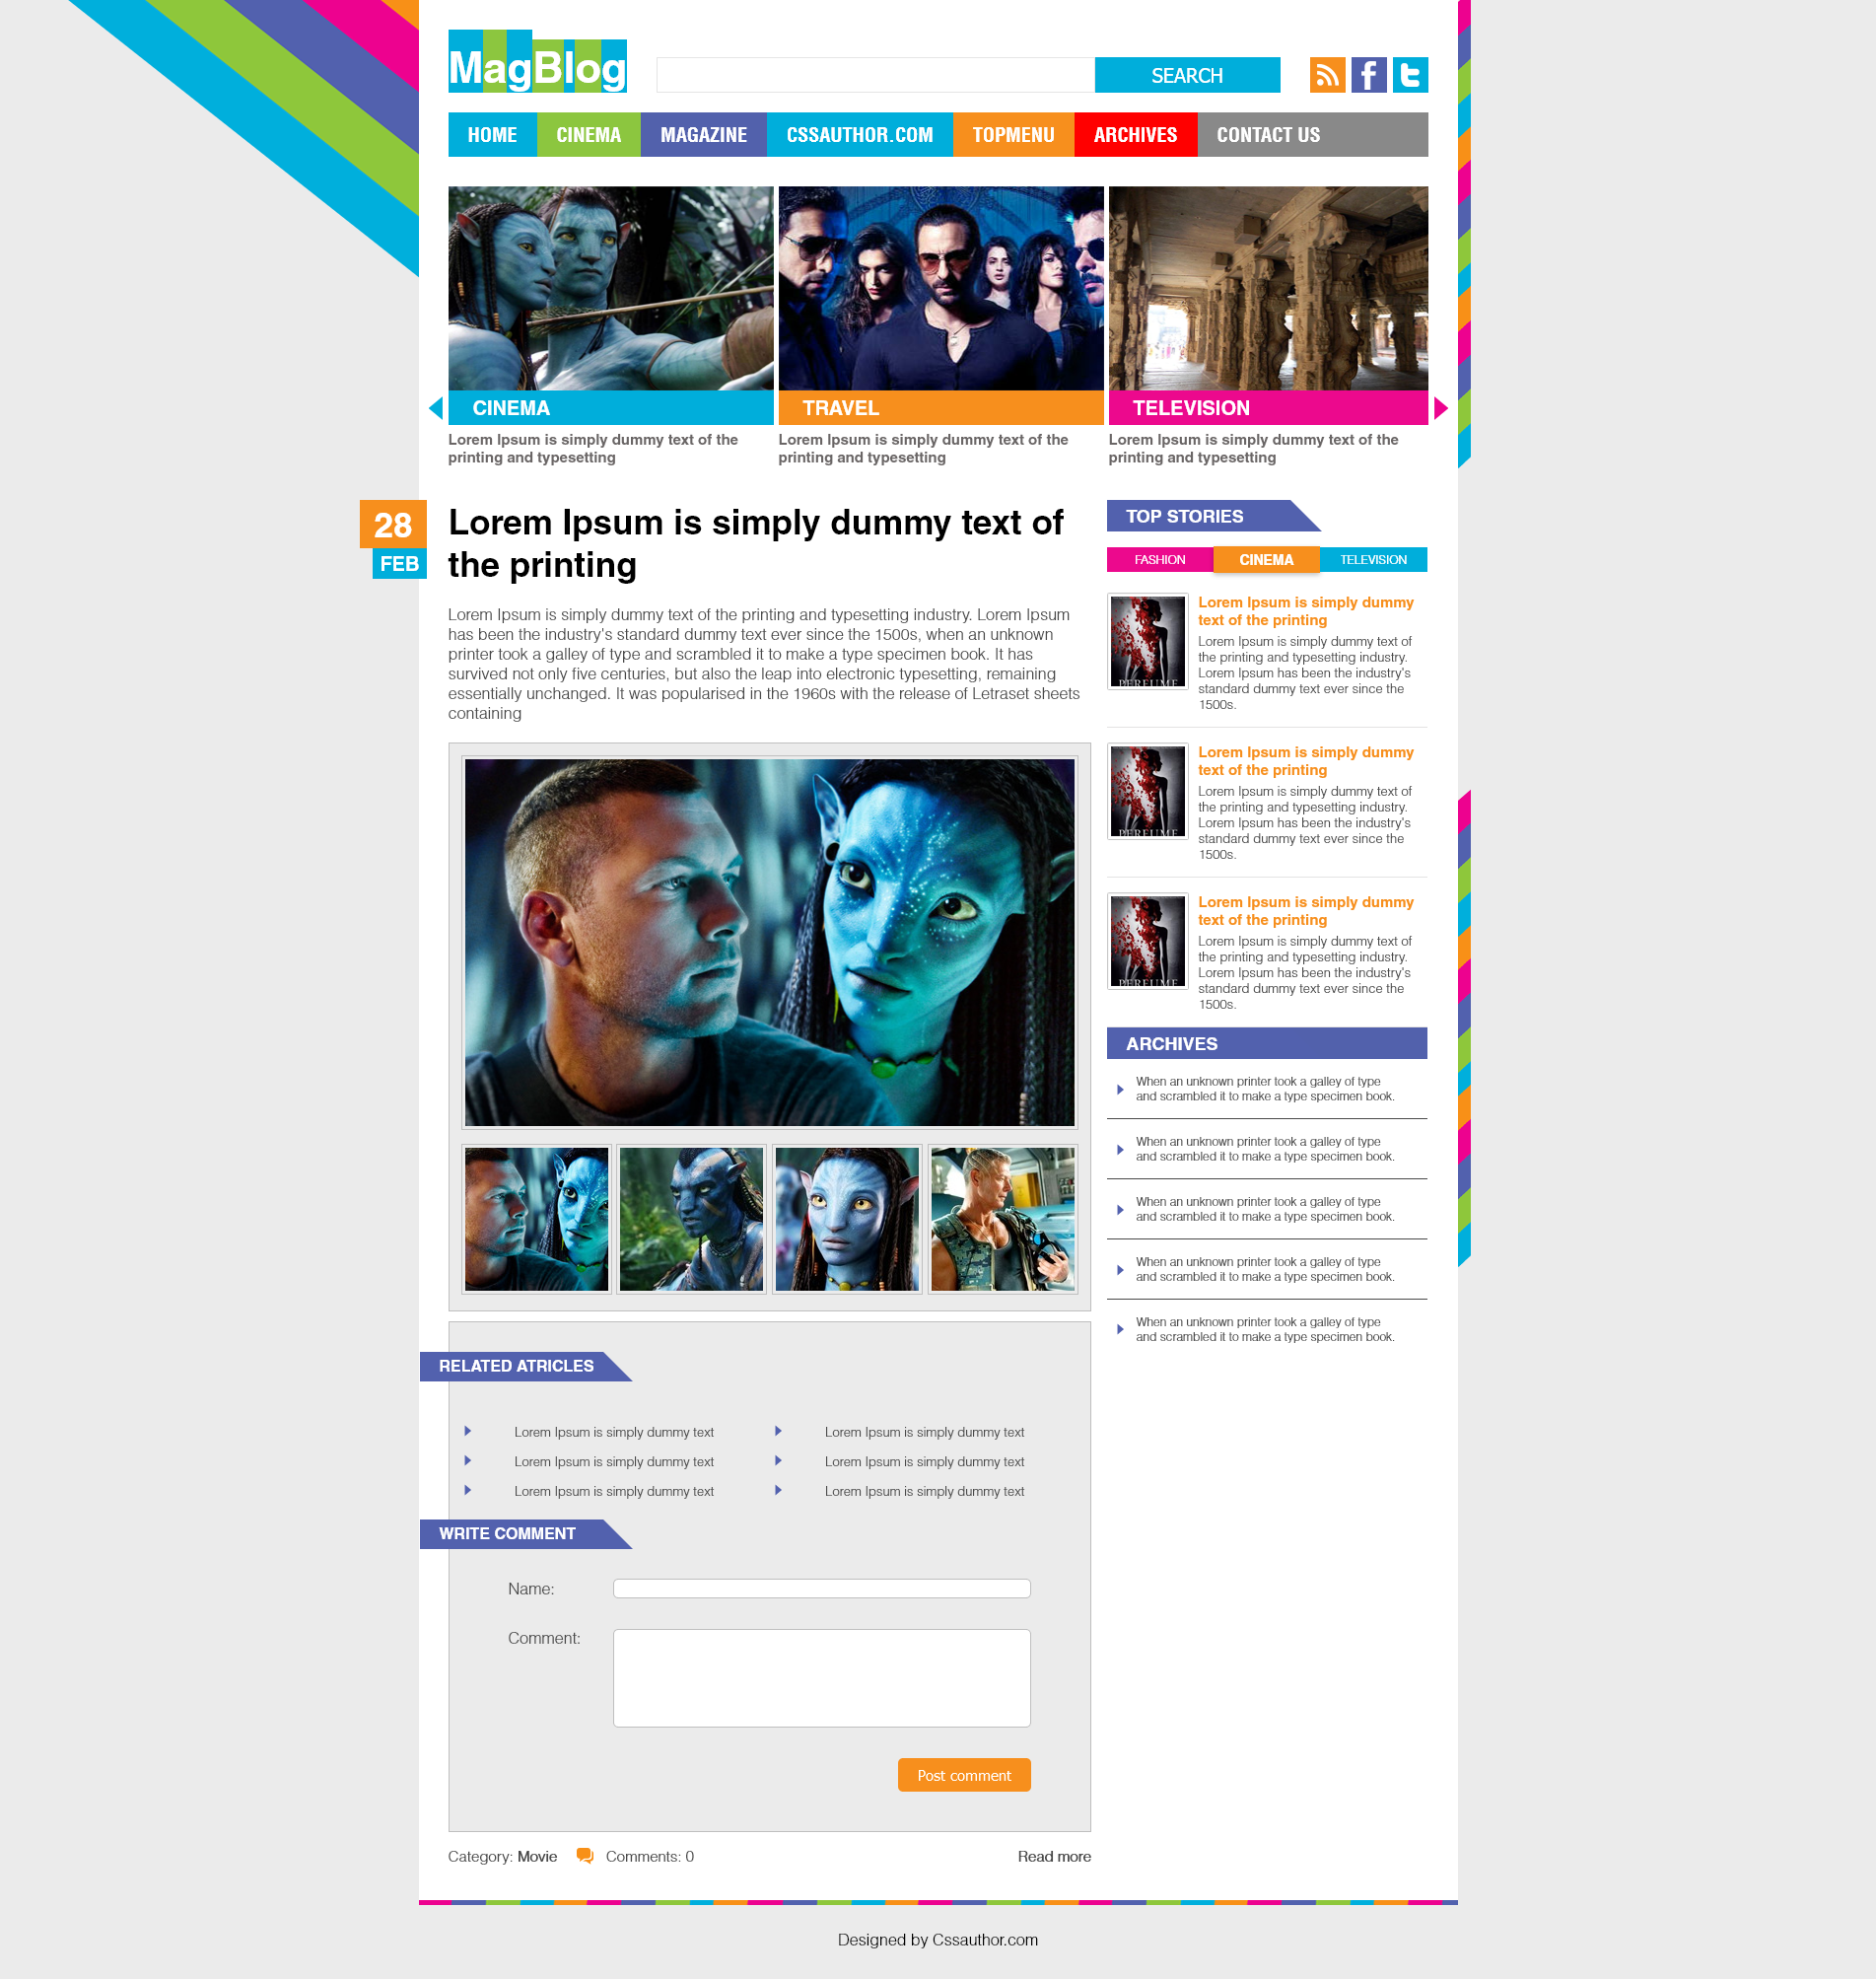 MagBlog
SEARCH
HOME
CINEMA
MAGAZINE
CSSAUTHOR.COM
TOPMENU
ARCHIVES
CONTACT US
CINEMA
Lorem Ipsum is simply dummy text of the
printing and typesetting
TRAVEL
Lorem Ipsum is simply dummy text of the
printing and typesetting
TELEVISION
Lorem Ipsum is simply dummy text of the
printing and typesetting
28
FEB
Lorem Ipsum is simply dummy text of
the printing
Lorem Ipsum is simply dummy text of the printing and typesetting industry. Lorem Ipsum
has been the industry's standard dummy text ever since the 1500s, when an unknown
printer took a galley of type and scrambled it to make a type specimen book. It has
survived not only five centuries, but also the leap into electronic typesetting, remaining
essentially unchanged. It was popularised in the 1960s with the release of Letraset sheets
containing
RELATED ATRICLES
Lorem Ipsum is simply dummy text
Lorem Ipsum is simply dummy text
Lorem Ipsum is simply dummy text
Lorem Ipsum is simply dummy text
Lorem Ipsum is simply dummy text
Lorem Ipsum is simply dummy text
WRITE COMMENT
Name:
Comment:
Post comment
Category: Movie
Comments: 0
Read more
TOP STORIES
FASHION
CINEMA
TELEVISION
PERFUME
Lorem Ipsum is simply dummy
text of the printing
Lorem Ipsum is simply dummy text of
the printing and typesetting industry.
Lorem Ipsum has been the industry's
standard dummy text ever since the
1500s.
PERFUME
Lorem Ipsum is simply dummy
text of the printing
Lorem Ipsum is simply dummy text of
the printing and typesetting industry.
Lorem Ipsum has been the industry's
standard dummy text ever since the
1500s.
PERFUME
Lorem Ipsum is simply dummy
text of the printing
Lorem Ipsum is simply dummy text of
the printing and typesetting industry.
Lorem Ipsum has been the industry's
standard dummy text ever since the
1500s.
ARCHIVES
When an unknown printer took a galley of type
and scrambled it to make a type specimen book.
When an unknown printer took a galley of type
and scrambled it to make a type specimen book.
When an unknown printer took a galley of type
and scrambled it to make a type specimen book.
When an unknown printer took a galley of type
and scrambled it to make a type specimen book.
When an unknown printer took a galley of type
and scrambled it to make a type specimen book.
Designed by Cssauthor.com